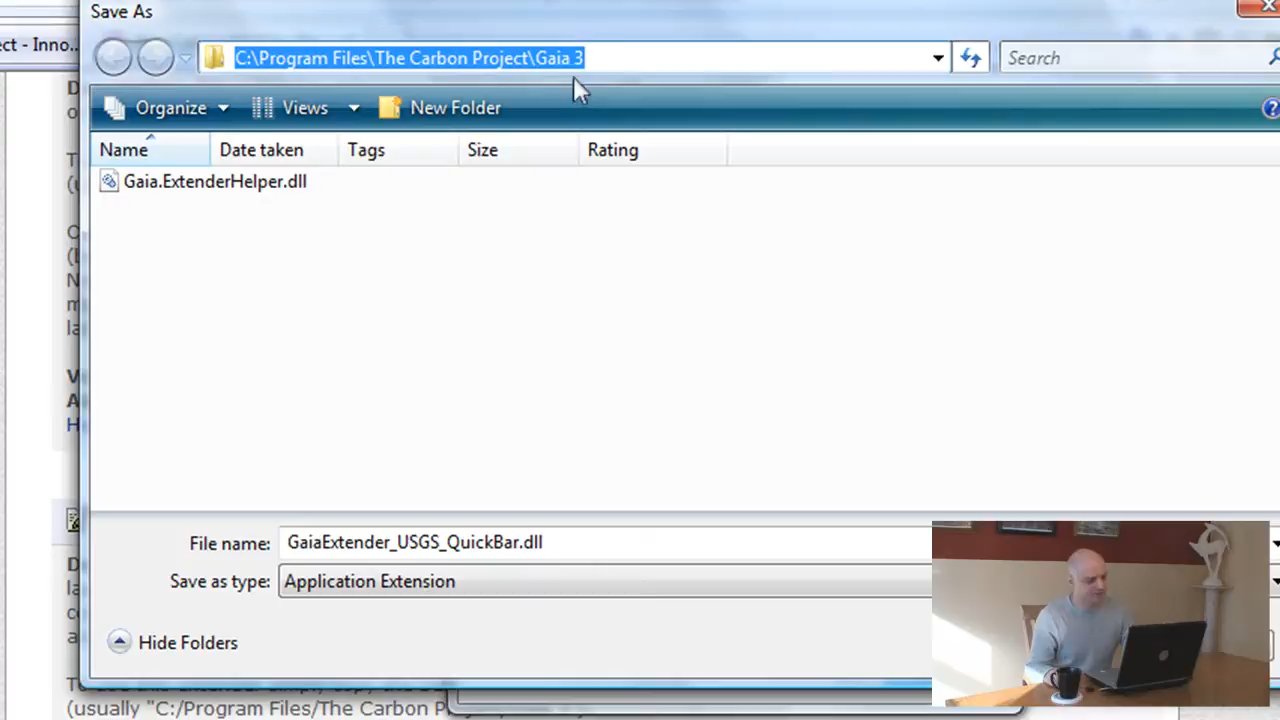 Save As
ct - Inno...
C:\Program Files\The Carbon Project\Gaia 3
Search
Organize
Views
New Folder
Name
Date taken
Tags
Size
Rating
Gaia.ExtenderHelper.dll
File name:
GaiaExtender_USGS_QuickBar.dll
Save as type:
Application Extension
Hide Folders
(usually "C:/Program Files/The Carbon P